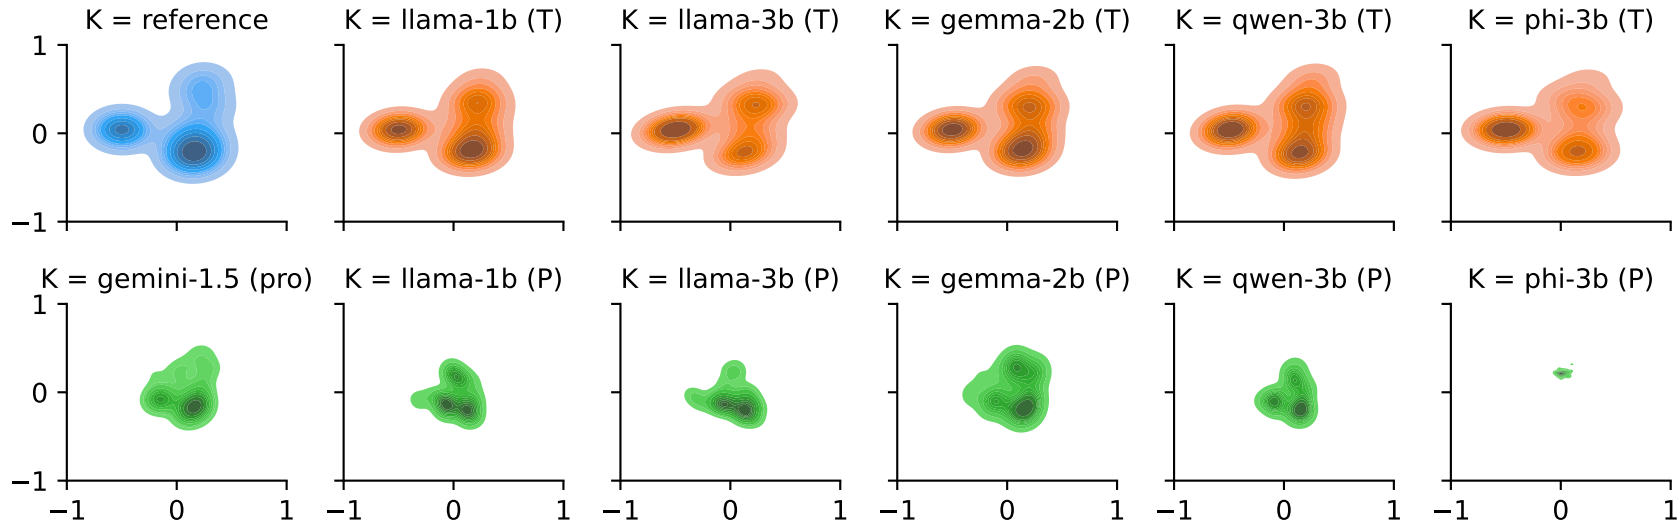 K = reference
K = llama-1b (T)
K = llama-3b (T)
K = gemma-2b (T)
K = qwen-3b (T)
K = phi-3b (T)
1
0
−1
−1
0
1
−1
0
1
−1
0
1
−1
0
1
−1
0
1
−1
0
1
K = gemini-1.5 (pro)
K = llama-1b (P)
K = llama-3b (P)
K = gemma-2b (P)
K = qwen-3b (P)
K = phi-3b (P)
1
0
−1